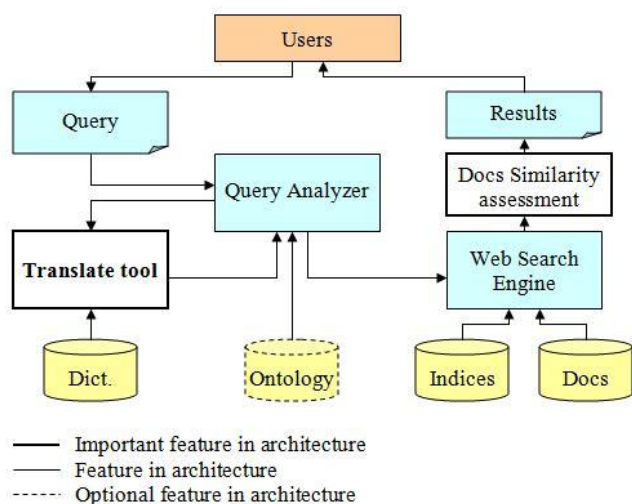 Users
Query
Results
Query Analyzer
Docs Similarity
assessment
Translate tool
Web Search
Engine
Dict.
Ontology
Indices
Docs
Important feature in architecture
Feature in architecture
Optional feature in architecture